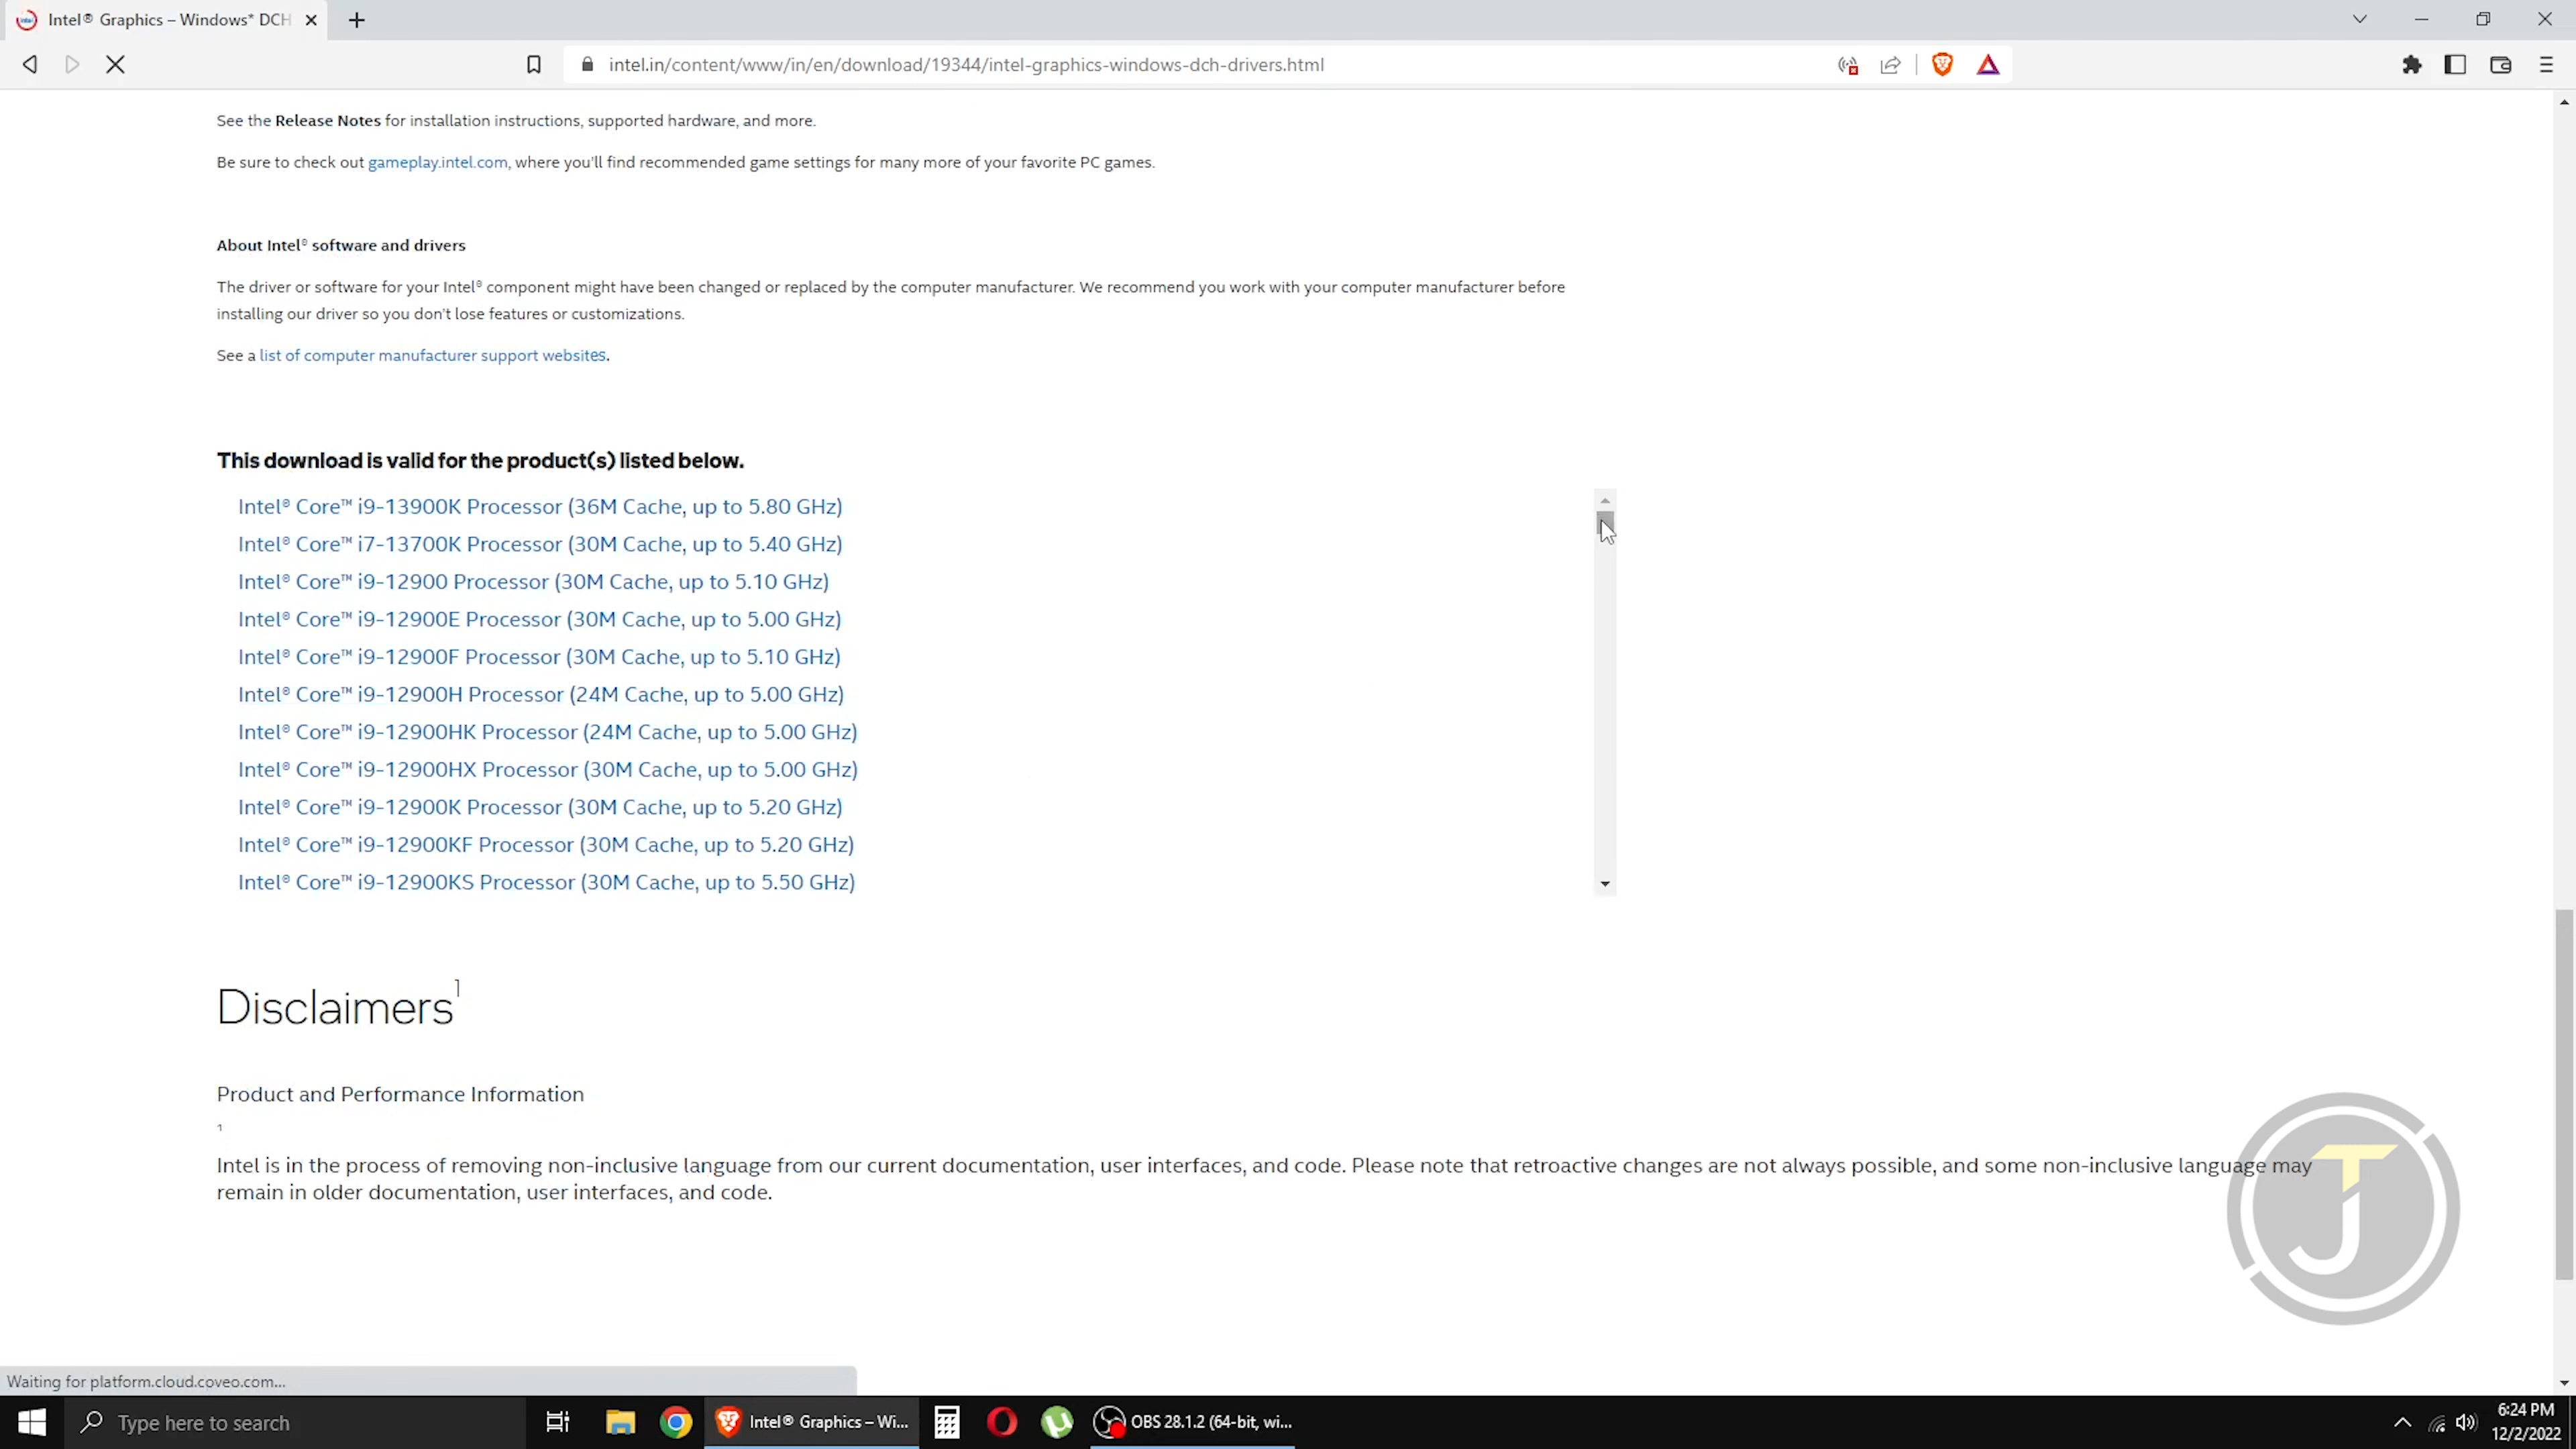 Intel® Graphics – Windows* DCH
intel.in/content/www/in/en/download/19344/intel-graphics-windows-dch-drivers.html
See the Release Notes for installation instructions, supported hardware, and more.
Be sure to check out gameplay.intel.com, where you'll find recommended game settings for many more of your favorite PC games.
About Intel® software and drivers
The driver or software for your Intel® component might have been changed or replaced by the computer manufacturer. We recommend you work with your computer manufacturer before
installing our driver so you don't lose features or customizations.
See a list of computer manufacturer support websites.
This download is valid for the product(s) listed below.
Intel® Core™ i9-13900K Processor (36M Cache, up to 5.80 GHz)
Intel® Core™ i7-13700K Processor (30M Cache, up to 5.40 GHz)
Intel® Core™ i9-12900 Processor (30M Cache, up to 5.10 GHz)
Intel® Core™ i9-12900E Processor (30M Cache, up to 5.00 GHz)
Intel® Core™ i9-12900F Processor (30M Cache, up to 5.10 GHz)
Intel® Core™ i9-12900H Processor (24M Cache, up to 5.00 GHz)
Intel® Core™ i9-12900HK Processor (24M Cache, up to 5.00 GHz)
Intel® Core™ i9-12900HX Processor (30M Cache, up to 5.00 GHz)
Intel® Core™ i9-12900K Processor (30M Cache, up to 5.20 GHz)
Intel® Core™ i9-12900KF Processor (30M Cache, up to 5.20 GHz)
Intel® Core™ i9-12900KS Processor (30M Cache, up to 5.50 GHz)
Disclaimers1
Product and Performance Information
1
Intel is in the process of removing non-inclusive language from our current documentation, user interfaces, and code. Please note that retroactive changes are not always possible, and some non-inclusive language may
remain in older documentation, user interfaces, and code.
JT
Waiting for platform.cloud.coveo.com...
Type here to search
Intel® Graphics – Wi...
OBS 28.1.2 (64-bit, wi...
6:24 PM
12/2/2022